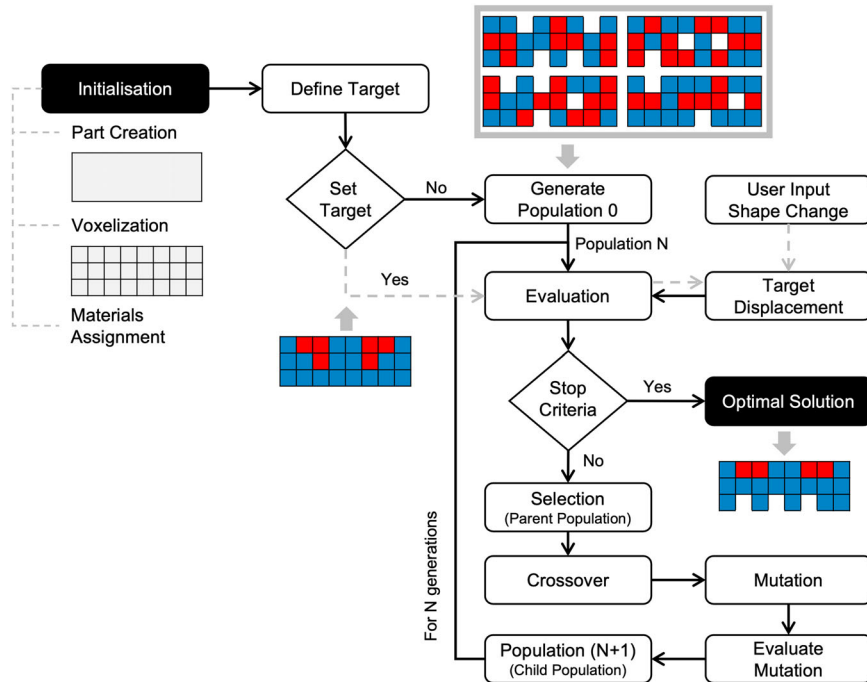 Initialisation
Define Target
Part Creation
Voxelization
Materials
Assignment
Set
Target
No
Yes
Generate
Population 0
Population N
User Input
Shape Change
Evaluation
Target
Displacement
Stop
Criteria
Yes
Optimal Solution
No
Selection
(Parent Population)
Crossover
Mutation
For N generations
Population (N+1)
(Child Population)
Evaluate
Mutation